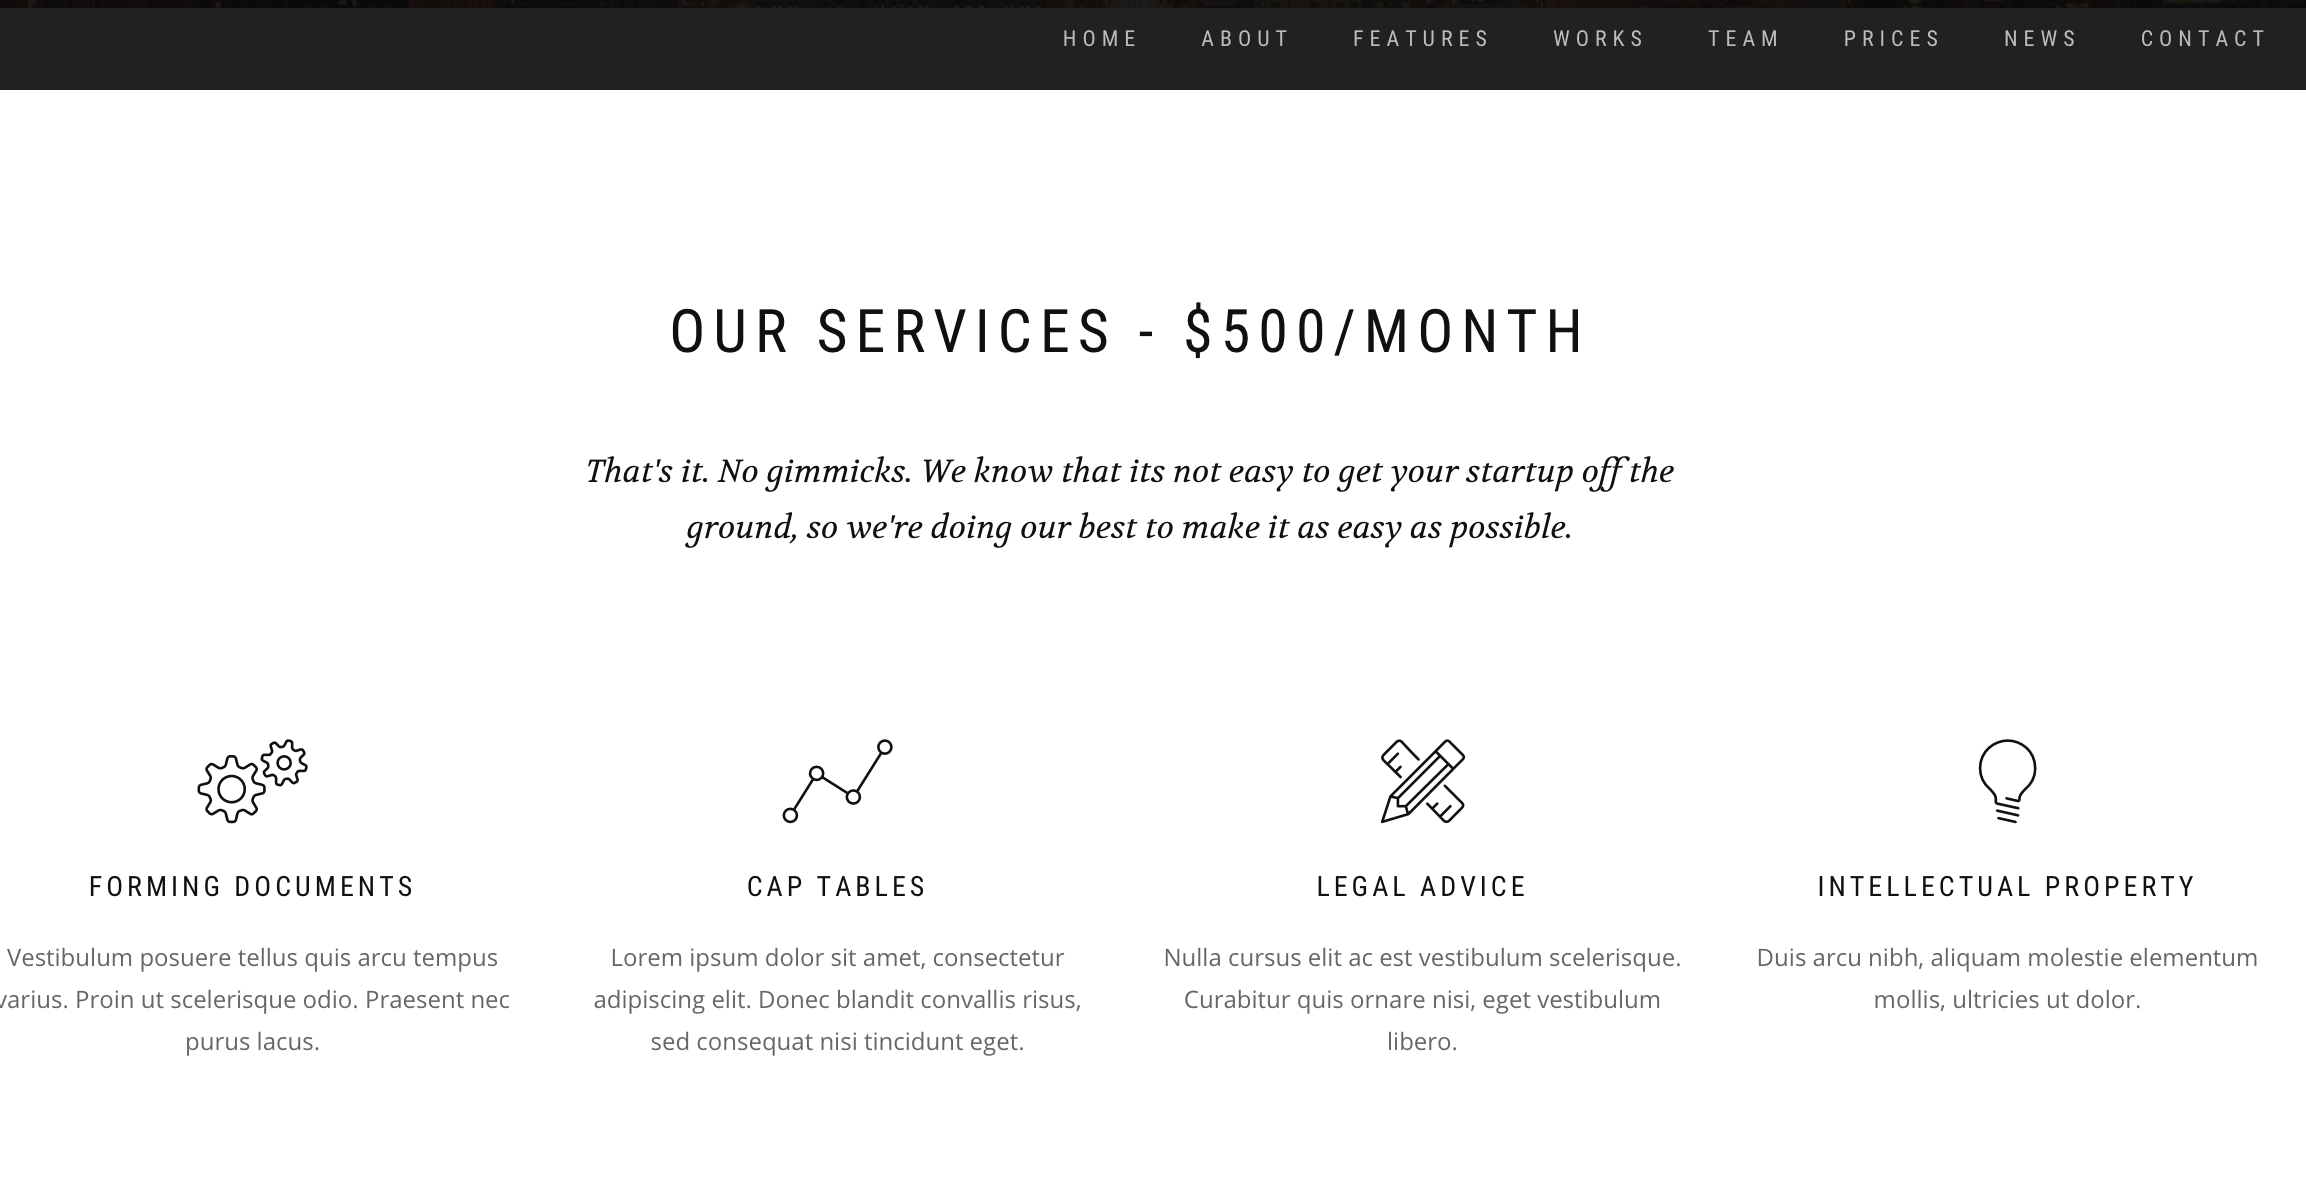 HOME ABOUT FEATURES WORKS TEAM PRICES NEWS CONTACT
OUR SERVICES - $500/MONTH
That's it. No gimmicks. We know that its not easy to get your startup off the
ground, so we're doing our best to make it as easy as possible.
FORMING DOCUMENTS
Vestibulum posuere tellus quis arcu tempus
varius. Proin ut scelerisque odio. Praesent nec
purus lacus.
CAP TABLES
Lorem ipsum dolor sit amet, consectetur
adipiscing elit. Donec blandit convallis risus,
sed consequat nisi tincidunt eget.
LEGAL ADVICE
Nulla cursus elit ac est vestibulum scelerisque.
Curabitur quis ornare nisi, eget vestibulum
libero.
INTELLECTUAL PROPERTY
Duis arcu nibh, aliquam molestie elementum
mollis, ultricies ut dolor.